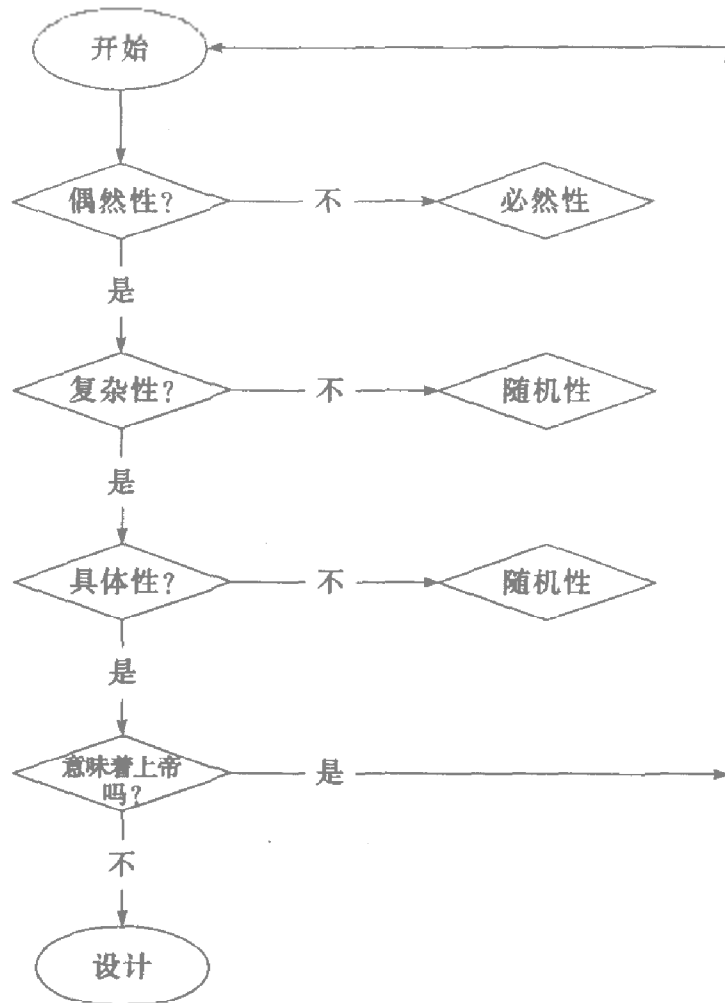 开始
偶然性?
不
必然性
是
复杂性?
不
随机性
是
具体性?
不
随机性
是
意味着上帝
吗?
是
不
设计